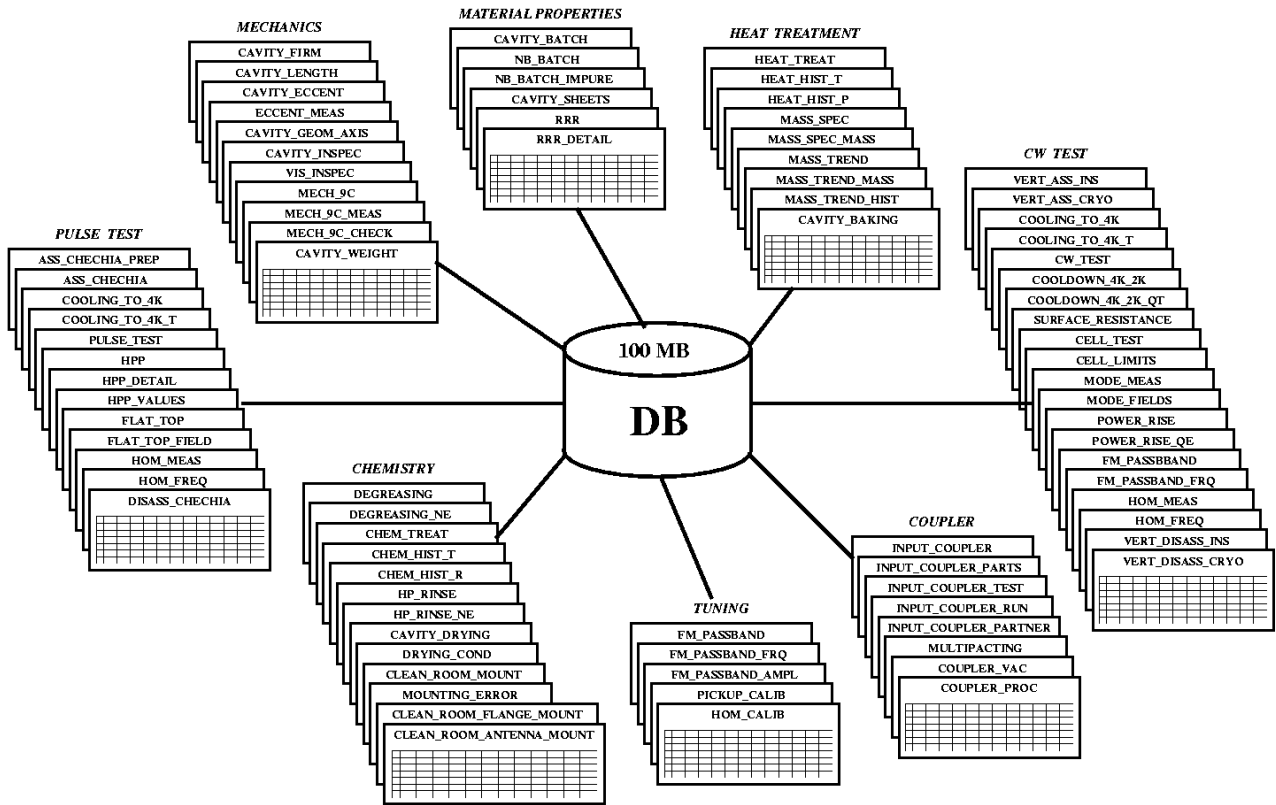 MECHANICS
CAVITY_FIRM
CAVITY_LENGTH
CAVITY_ECCENT
ECCENT_MEAS
CAVITY_GEOM_AXIS
CAVITY_INSPEC
VIS_INSPEC
MECH_9C
MECH_9C_MEAS
MECH_9C_CHECK
CAVITY_WEIGHT
MATERIAL PROPERTIES
CAVITY_BATCH
NB_BATCH
NB_BATCH_IMPURE
CAVITY_SHEETS
RRR
RRR_DETAIL
HEAT TREATMENT
HEAT_TREAT
HEAT_HIST_T
HEAT_HIST_P
MASS_SPEC
MASS_SPEC_MASS
MASS_TREND
MASS_TREND_MASS
MASS_TREND_HIST
CAVITY_BAKING
CW TEST
VERT_ASS_INS
VERT_ASS_CRYO
COOLING_TO_4K
COOLING_TO_4K_T
CW_TEST
COOLDOWN_4K_2K
COOLDOWN_4K_2K_QT
SURFACE_RESISTANCE
CELL_TEST
CELL_LIMITS
MODE_MEAS
MODE_FIELDS
POWER_RISE
POWER_RISE_QE
FM_PASSBBAND
FM_PASSBAND_FRQ
HOM_MEAS
HOM_FREQ
VERT_DISASS_INS
VERT_DISASS_CRYO
PULSE TEST
ASS_CHECHIA_PREP
ASS_CHECHIA
COOLING_TO_4K
COOLING_TO_4K_T
PULSE_TEST
HPP
HPP_DETAIL
HPP_VALUES
FLAT_TOP
FLAT_TOP_FIELD
HOM_MEAS
HOM_FREQ
DISASS_CHECHIA
100 MB
DB
CHEMISTRY
DEGREASING
DEGREASING_NE
CHEM_TREAT
CHEM_HIST_T
CHEM_HIST_R
HP_RINSE
HP_RINSE_NE
CAVITY_DRYING
DRYING_COND
CLEAN_ROOM_MOUNT
MOUNTING_ERROR
CLEAN_ROOM_FLANGE_MOUNT
CLEAN_ROOM_ANTENNA_MOUNT
TUNING
FM_PASSBAND
FM_PASSBAND_FRQ
FM_PASSBAND_AMPL
PICKUP_CALIB
HOM_CALIB
COUPLER
INPUT_COUPLER
INPUT_COUPLER_PARTS
INPUT_COUPLER_TEST
INPUT_COUPLER_RUN
INPUT_COUPLER_PARTNER
MULTIPACTING
COUPLER_VAC
COUPLER_PROC